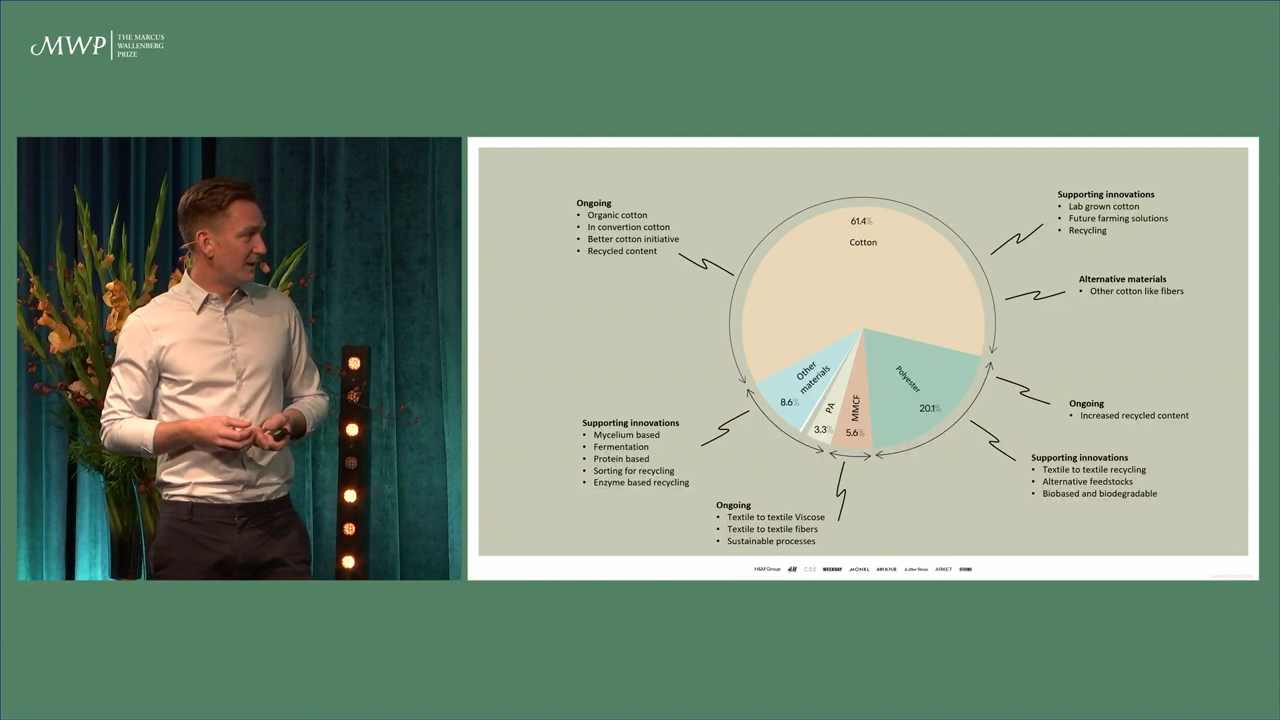 MWP
THE MARCUS
WALLENBERG
PRIZE
Ongoing
• Organic cotton
• In convertion cotton
• Better cotton initiative
• Recycled content
61.4%
Cotton
Supporting innovations
• Lab grown cotton
• Future farming solutions
• Recycling
Alternative materials
• Other cotton like fibers
Polyester
20.1%
Ongoing
• Increased recycled content
Supporting innovations
• Textile to textile recycling
• Alternative feedstocks
• Biobased and biodegradable
MMCF
5.6%
PA
3.3%
Other
materials
8.6%
Supporting innovations
• Mycelium based
• Fermentation
• Protein based
• Sorting for recycling
• Enzyme based recycling
Ongoing
• Textile to textile Viscose
• Textile to textile fibers
• Sustainable processes
H&M Group H&M COS WEEKDAY MONKI & Other Stories ARKET